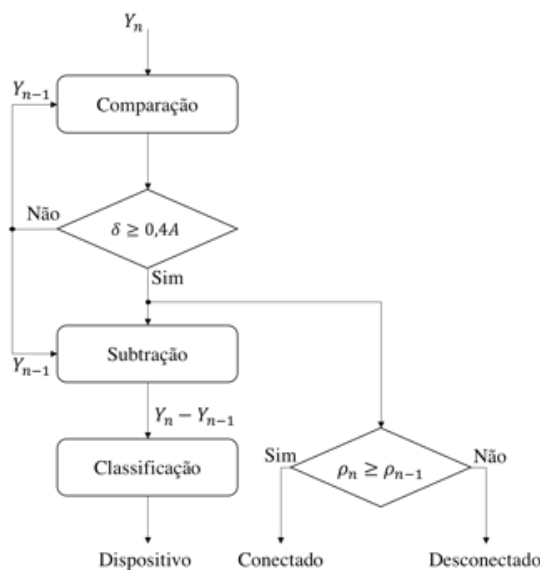 Yₙ
Yₙ₋₁
Comparação
Não
δ ≥ 0,4A
Sim
Yₙ₋₁
Subtração
Yₙ − Yₙ₋₁
Classificação
Sim
ρₙ ≥ ρₙ₋₁
Não
Dispositivo
Conectado
Desconectado